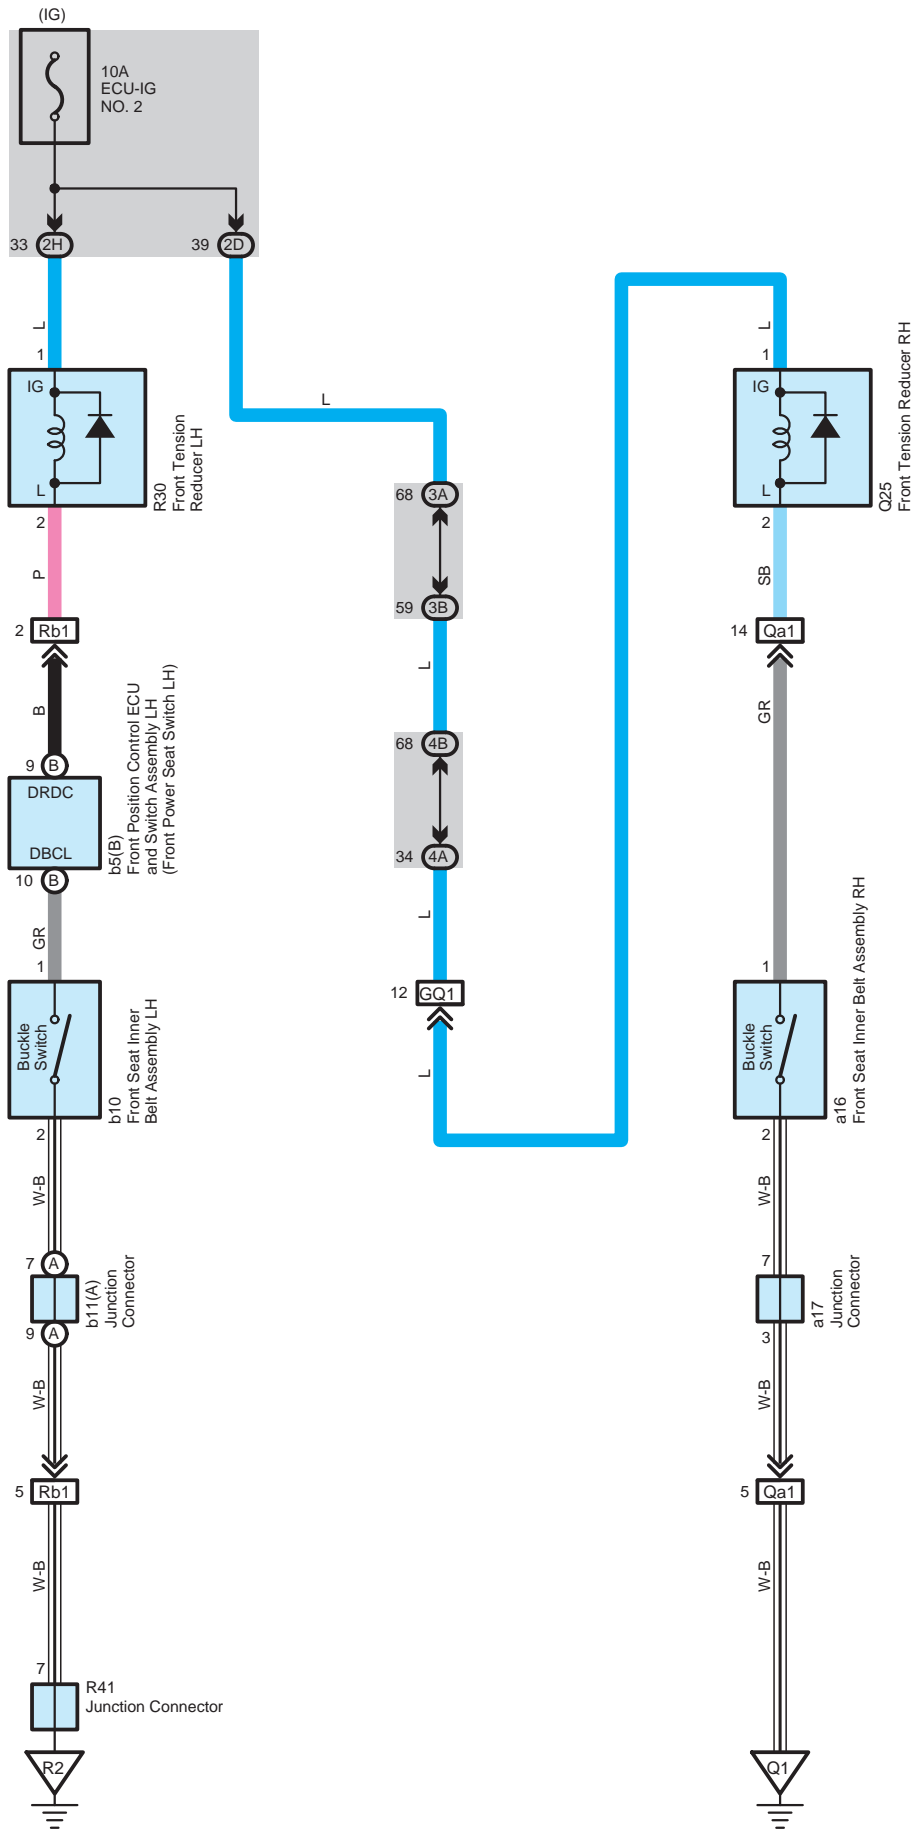 (IG)
10A
ECU-IG
NO. 2
33
2H
39
2D
L
1
IG
L
2
R30
Front Tension
Reducer LH
P
2
Rb1
B
9
B
DRDC
DBCL
b5(B)
Front Position Control ECU
and Switch Assembly LH
(Front Power Seat Switch LH)
10
B
GR
1
Buckle
Switch
b10
Front Seat Inner
Belt Assembly LH
2
W-B
7
A
b11(A)
Junction
Connector
9
A
W-B
5
Rb1
W-B
7
R41
Junction Connector
R2
L
68
3A
59
3B
L
68
4B
34
4A
L
12
GQ1
L
L
1
IG
L
2
Q25
Front Tension Reducer RH
SB
14
Qa1
GR
1
Buckle
Switch
a16
Front Seat Inner Belt Assembly RH
2
W-B
7
a17
Junction
Connector
3
W-B
5
Qa1
W-B
Q1